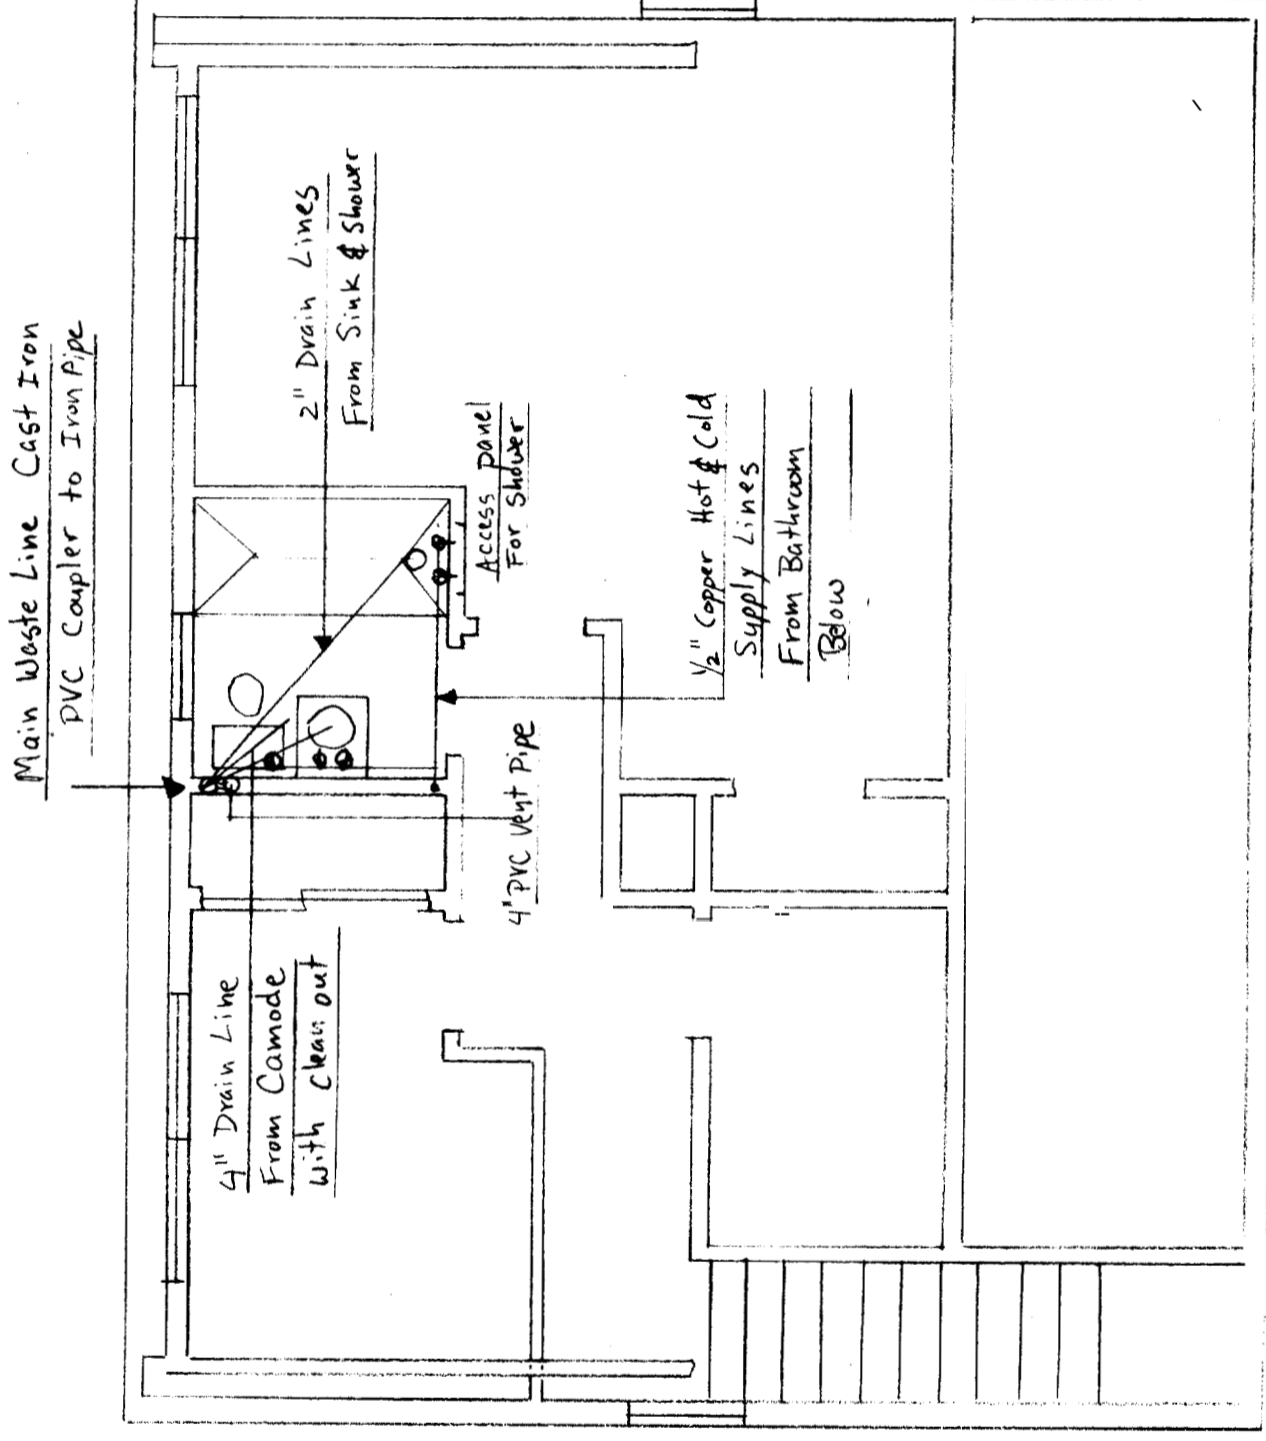 Main Waste Line Cast Iron
PVC Coupler to Iron Pipe
2" Drain Lines
From Sink & Shower
Access panel
For Shower
1/2" Copper Hot & Cold
Supply Lines
From Bathroom
Below
4" PVC Vent Pipe
4" Drain Line
From Camode
with clean out